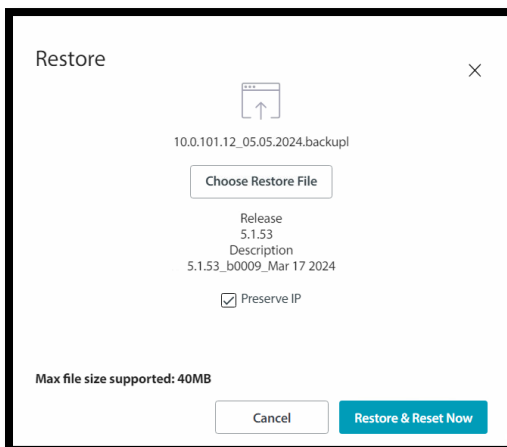 Restore
10.0.101.12_05.05.2024.backupl
Choose Restore File
Release
5.1.53
Description
5.1.53_b0009_Mar 17 2024
Preserve IP
Max file size supported: 40MB
Cancel
Restore & Reset Now